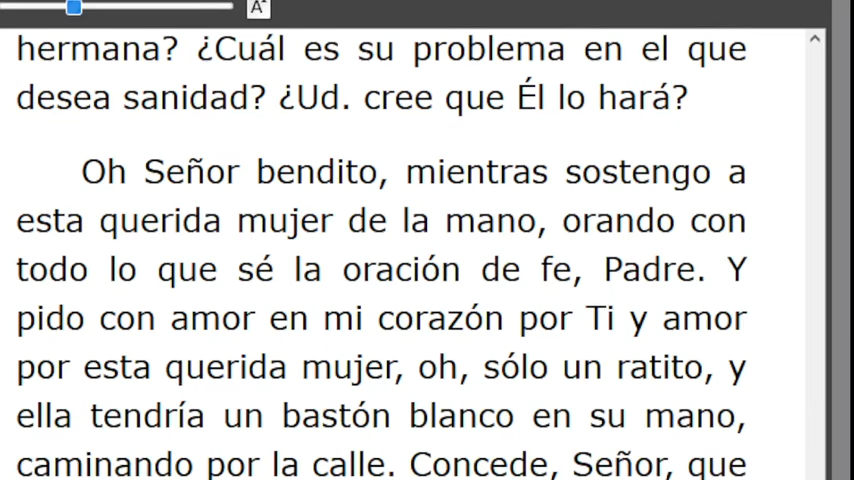 A
hermana? ¿Cuál es su problema en el que
desea sanidad? ¿Ud. cree que Él lo hará?
Oh Señor bendito, mientras sostengo a
esta querida mujer de la mano, orando con
todo lo que sé la oración de fe, Padre. Y
pido con amor en mi corazón por Ti y amor
por esta querida mujer, oh, sólo un ratito, y
ella tendría un bastón blanco en su mano,
caminando por la calle. Concede, Señor, que